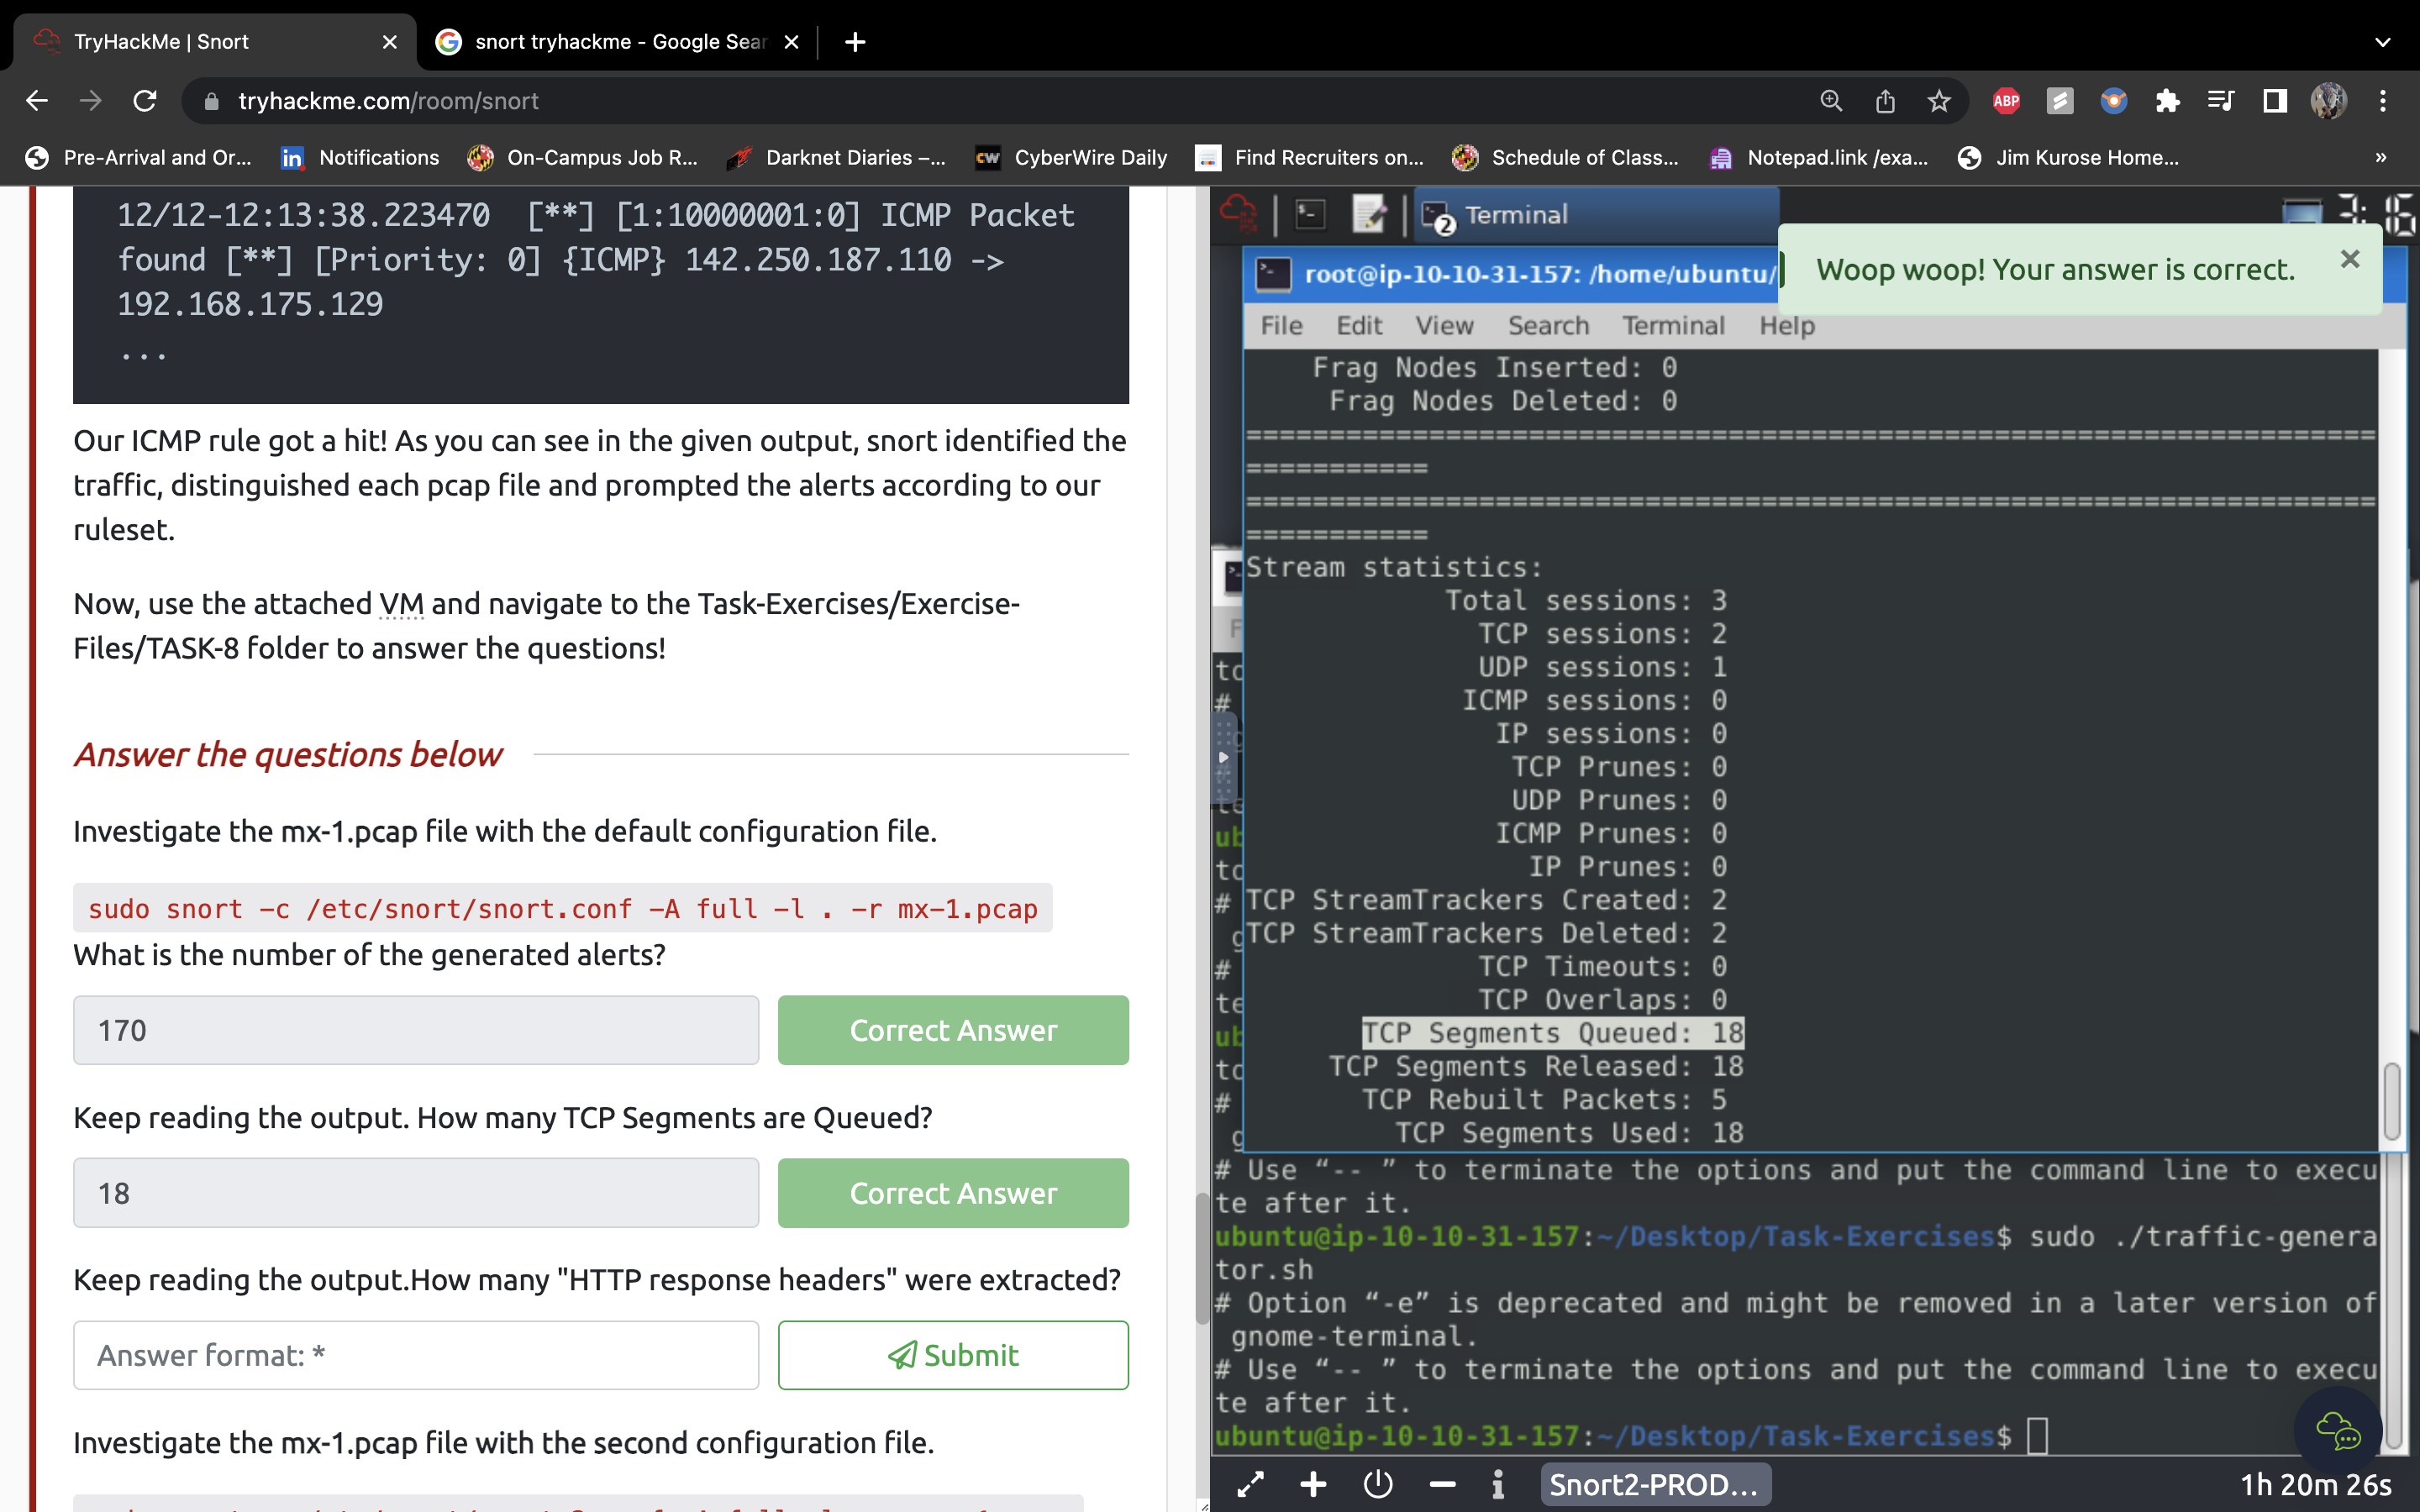 TryHackMe | Snort
snort tryhackme - Google Sear
tryhackme.com/room/snort
ABP
Pre-Arrival and Or...
Notifications
On-Campus Job R...
Darknet Diaries –...
CW
CyberWire Daily
Find Recruiters on...
Schedule of Class...
Notepad.link /exa...
Jim Kurose Home...
»
12/12-12:13:38.223470  [**] [1:10000001:0] ICMP Packet
found [**] [Priority: 0] {ICMP} 142.250.187.110 ->
192.168.175.129
...
Our ICMP rule got a hit! As you can see in the given output, snort identified the
traffic, distinguished each pcap file and prompted the alerts according to our
ruleset.
Now, use the attached VM and navigate to the Task-Exercises/Exercise-
Files/TASK-8 folder to answer the questions!
Answer the questions below
Investigate the mx-1.pcap file with the default configuration file.
sudo snort -c /etc/snort/snort.conf -A full -l . -r mx-1.pcap
What is the number of the generated alerts?
170
Correct Answer
Keep reading the output. How many TCP Segments are Queued?
18
Correct Answer
Keep reading the output.How many "HTTP response headers" were extracted?
Answer format: *
Submit
Investigate the mx-1.pcap file with the second configuration file.
2 Terminal
Woop woop! Your answer is correct.
root@ip-10-10-31-157: /home/ubuntu/
File Edit View Search Terminal Help
Frag Nodes Inserted: 0
Frag Nodes Deleted: 0
====================================================================
===========
====================================================================
===========
Stream statistics:
Total sessions: 3
TCP sessions: 2
UDP sessions: 1
ICMP sessions: 0
IP sessions: 0
TCP Prunes: 0
UDP Prunes: 0
ICMP Prunes: 0
IP Prunes: 0
TCP StreamTrackers Created: 2
TCP StreamTrackers Deleted: 2
TCP Timeouts: 0
TCP Overlaps: 0
TCP Segments Queued: 18
TCP Segments Released: 18
TCP Rebuilt Packets: 5
TCP Segments Used: 18
# Use “-- ” to terminate the options and put the command line to execu
te after it.
ubuntu@ip-10-10-31-157:~/Desktop/Task-Exercises$ sudo ./traffic-genera
tor.sh
# Option “-e” is deprecated and might be removed in a later version of
gnome-terminal.
# Use “-- ” to terminate the options and put the command line to execu
te after it.
ubuntu@ip-10-10-31-157:~/Desktop/Task-Exercises$
Snort2-PROD...
1h 20m 26s